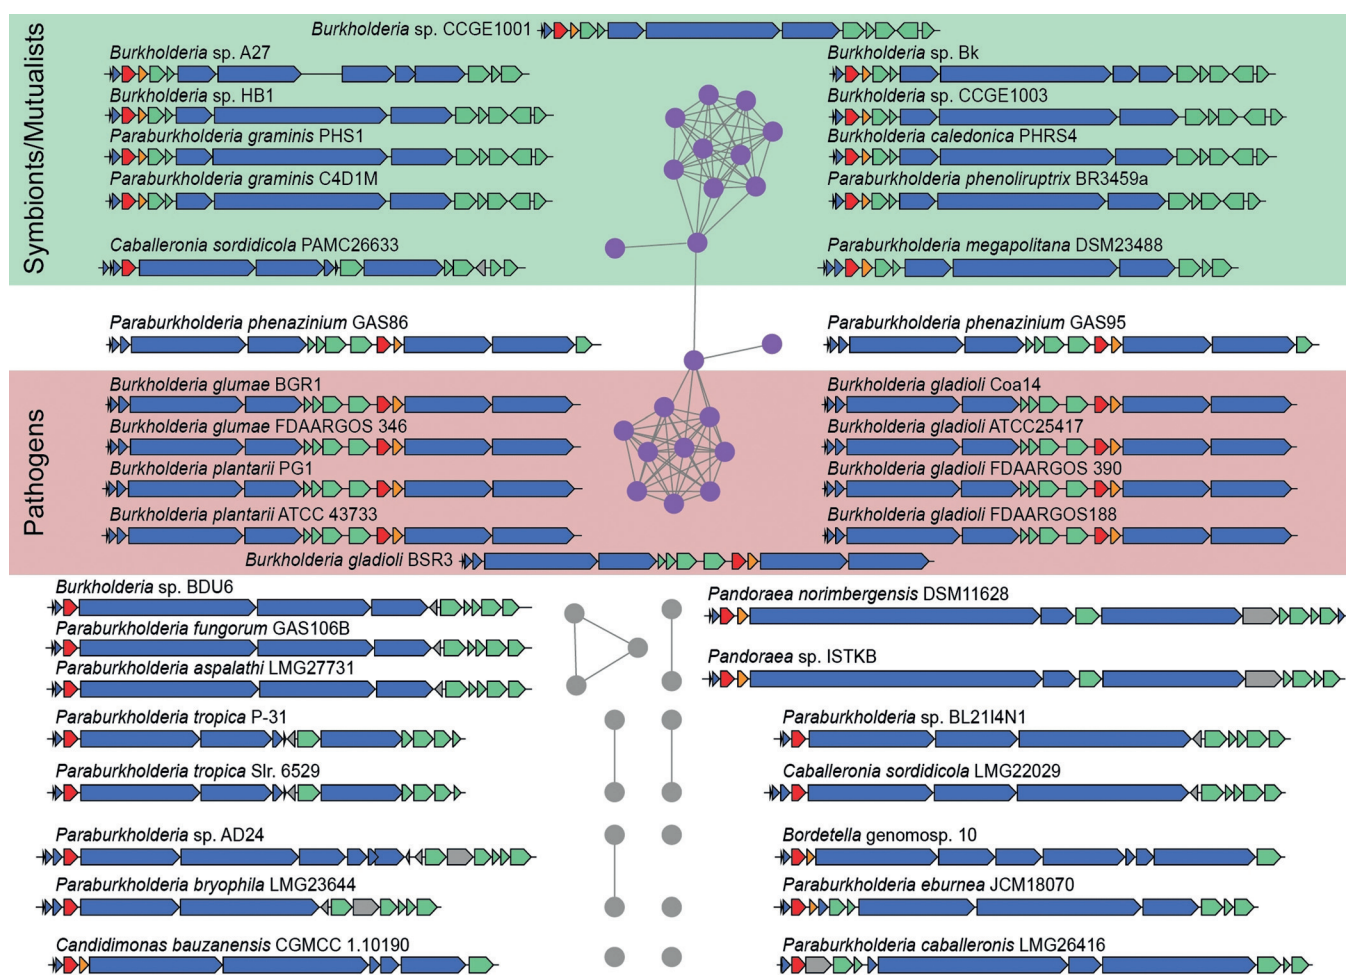 Symbionts/Mutualists
Burkholderia sp. CCGE1001
Burkholderia sp. A27
Burkholderia sp. Bk
Burkholderia sp. HB1
Burkholderia sp. CCGE1003
Paraburkholderia graminis PHS1
Burkholderia caledonica PHRS4
Paraburkholderia graminis C4D1M
Paraburkholderia phenoliruptrix BR3459a
Caballeronia sordidicola PAMC26633
Paraburkholderia megapolitana DSM23488
Paraburkholderia phenazinium GAS86
Paraburkholderia phenazinium GAS95
Pathogens
Burkholderia glumae BGR1
Burkholderia gladioli Coa14
Burkholderia glumae FDAARGOS 346
Burkholderia gladioli ATCC25417
Burkholderia plantarii PG1
Burkholderia gladioli FDAARGOS 390
Burkholderia plantarii ATCC 43733
Burkholderia gladioli FDAARGOS188
Burkholderia gladioli BSR3
Burkholderia sp. BDU6
Pandoraea norimbergensis DSM11628
Paraburkholderia fungorum GAS106B
Pandoraea sp. ISTKB
Paraburkholderia aspalathi LMG27731
Paraburkholderia tropica P-31
Paraburkholderia sp. BL21I4N1
Paraburkholderia tropica SIr. 6529
Caballeronia sordidicola LMG22029
Paraburkholderia sp. AD24
Bordetella genomosp. 10
Paraburkholderia bryophila LMG23644
Paraburkholderia eburnea JCM18070
Candidimonas bauzanensis CGMCC 1.10190
Paraburkholderia caballeronis LMG26416